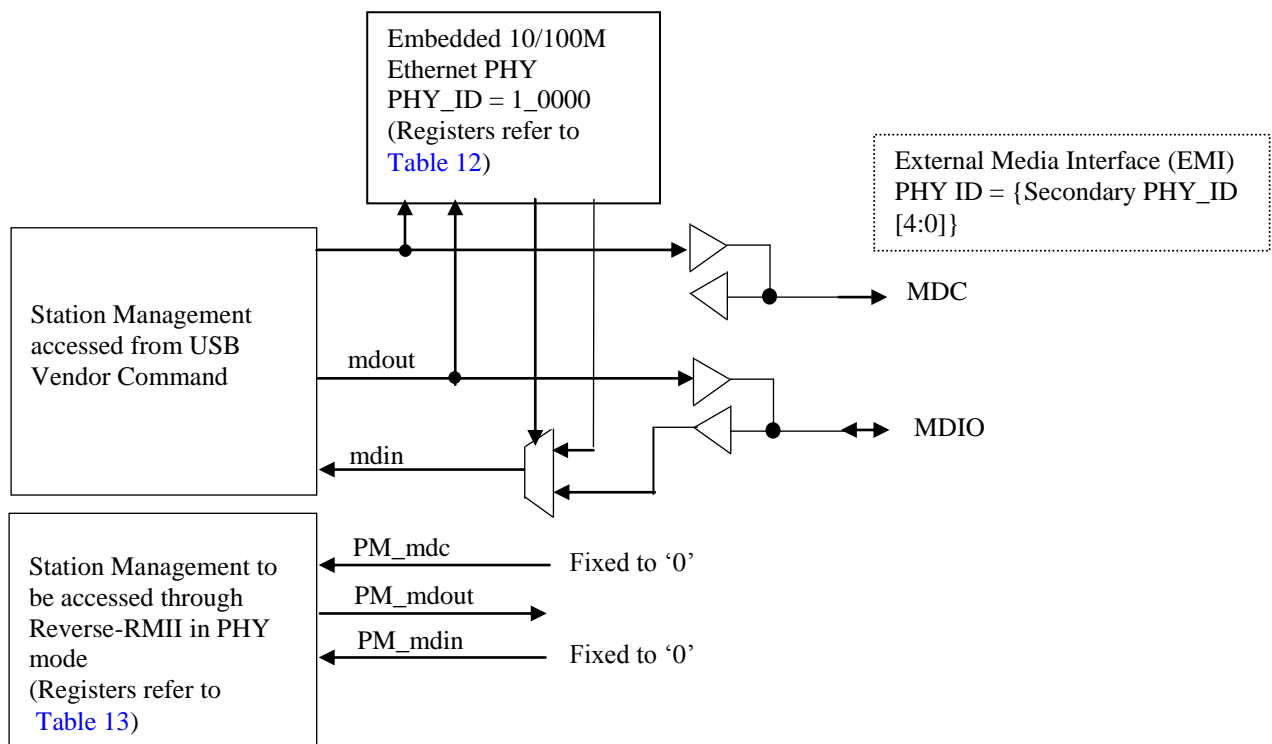 Embedded 10/100M
Ethernet PHY
PHY_ID = 1_0000
(Registers refer to
Table 12)
External Media Interface (EMI)
PHY ID = {Secondary PHY_ID
[4:0]}
MDC
Station Management
accessed from USB
Vendor Command
mdout
MDIO
mdin
Station Management to
be accessed through
Reverse-RMII in PHY
mode
(Registers refer to
Table 13)
PM_mdc
Fixed to ‘0’
PM_mdout
PM_mdin
Fixed to ‘0’